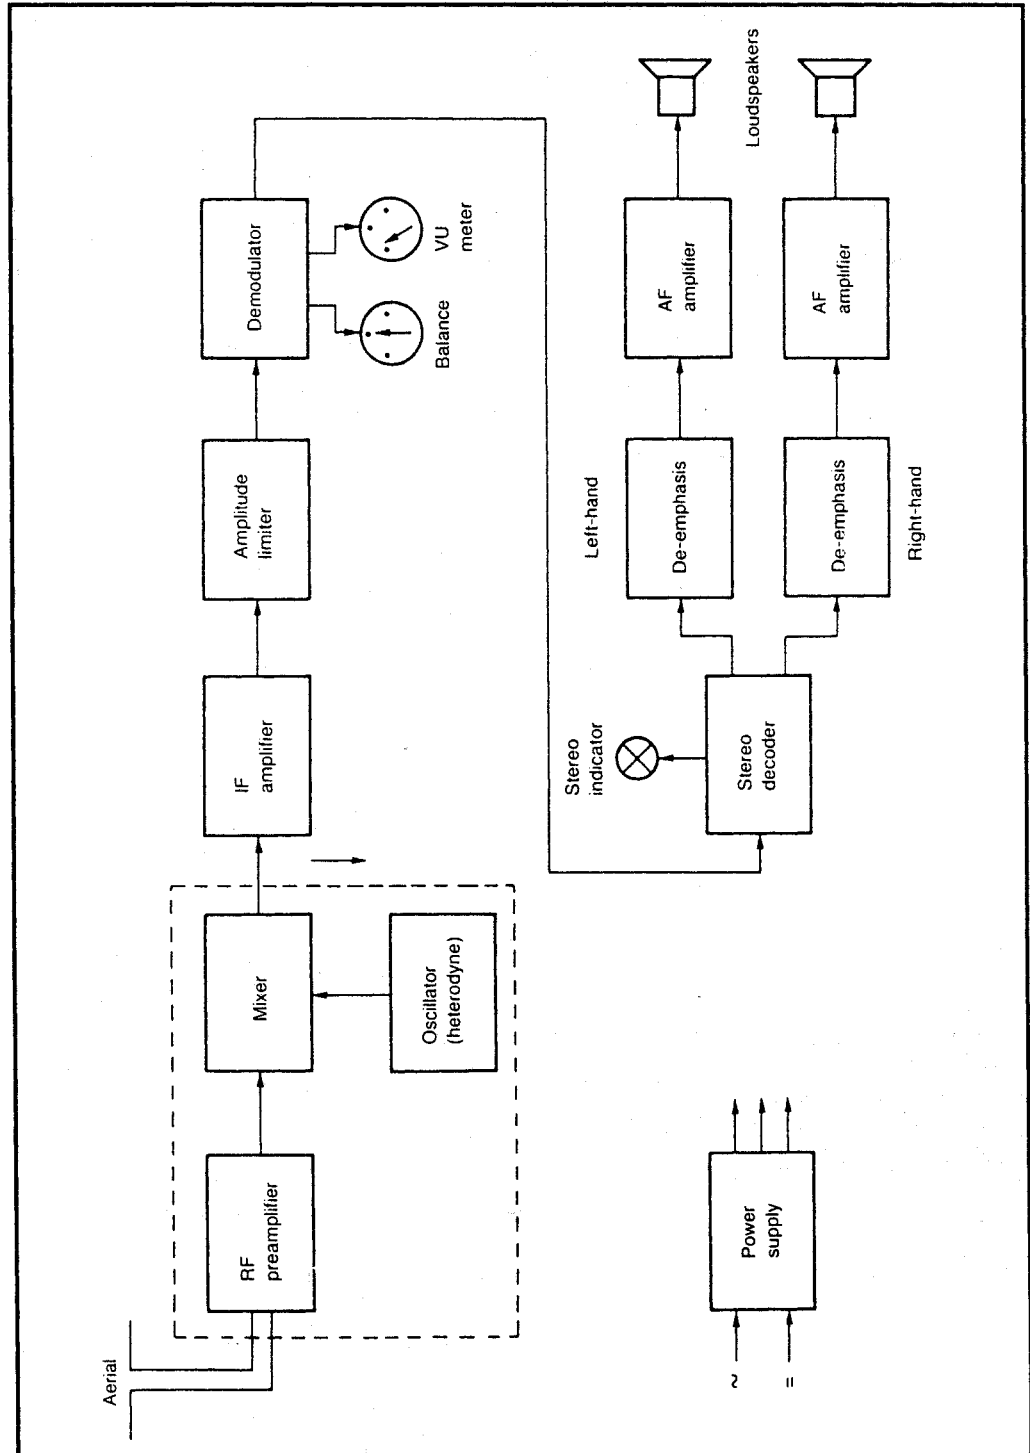 Aerial
RF
preamplifier
Mixer
Oscillator
(heterodyne)
IF
amplifier
Amplitude
limiter
Demodulator
Balance
VU
meter
Stereo
indicator
Stereo
decoder
Left-hand
De-emphasis
AF
amplifier
De-emphasis
Right-hand
AF
amplifier
Loudspeakers
Power
supply
~
=